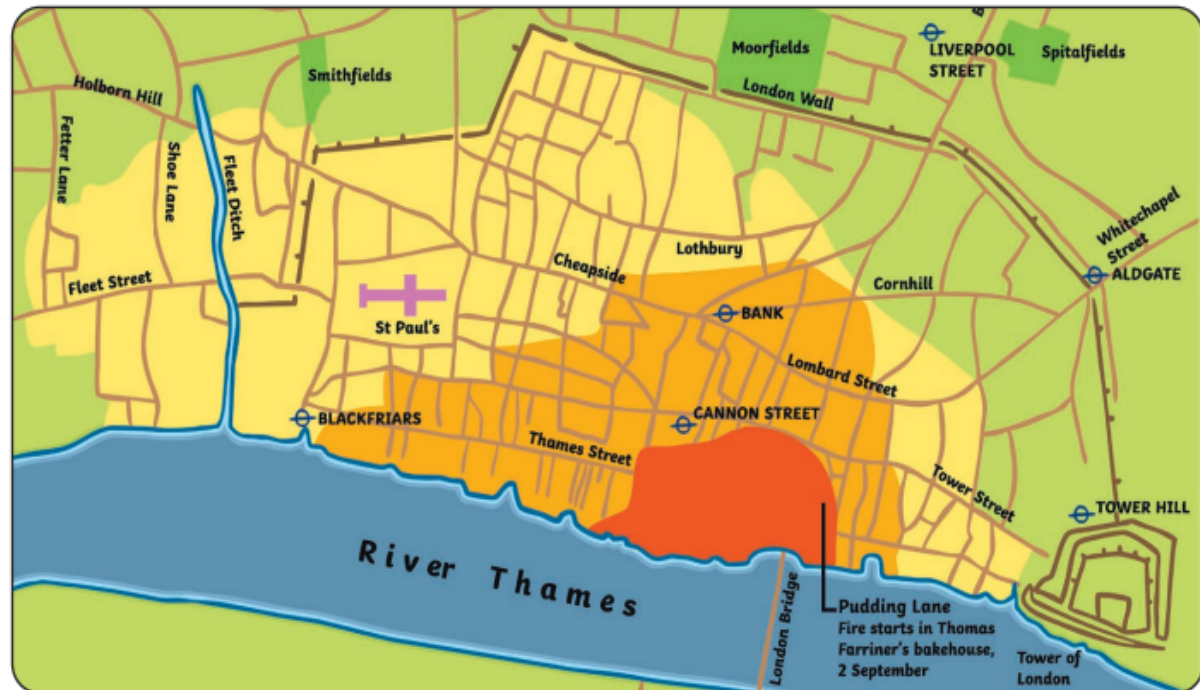 Moorfields
B
LIVERPOOL
STREET
Spitalfields
Smithfields
Holborn Hill
London Wall
Fetter Lane
Shoe Lane
Fleet Ditch
Whitechapel
Street
ALDGATE
Lothbury
Cheapside
Cornhill
Fleet Street
BANK
St Paul's
Lombard Street
BLACKFRIARS
CANNON STREET
Thames Street
Tower Street
TOWER HILL
River Thames
London Bridge
Pudding Lane
Fire starts in Thomas
Farriner's bakehouse,
2 September
Tower of
London